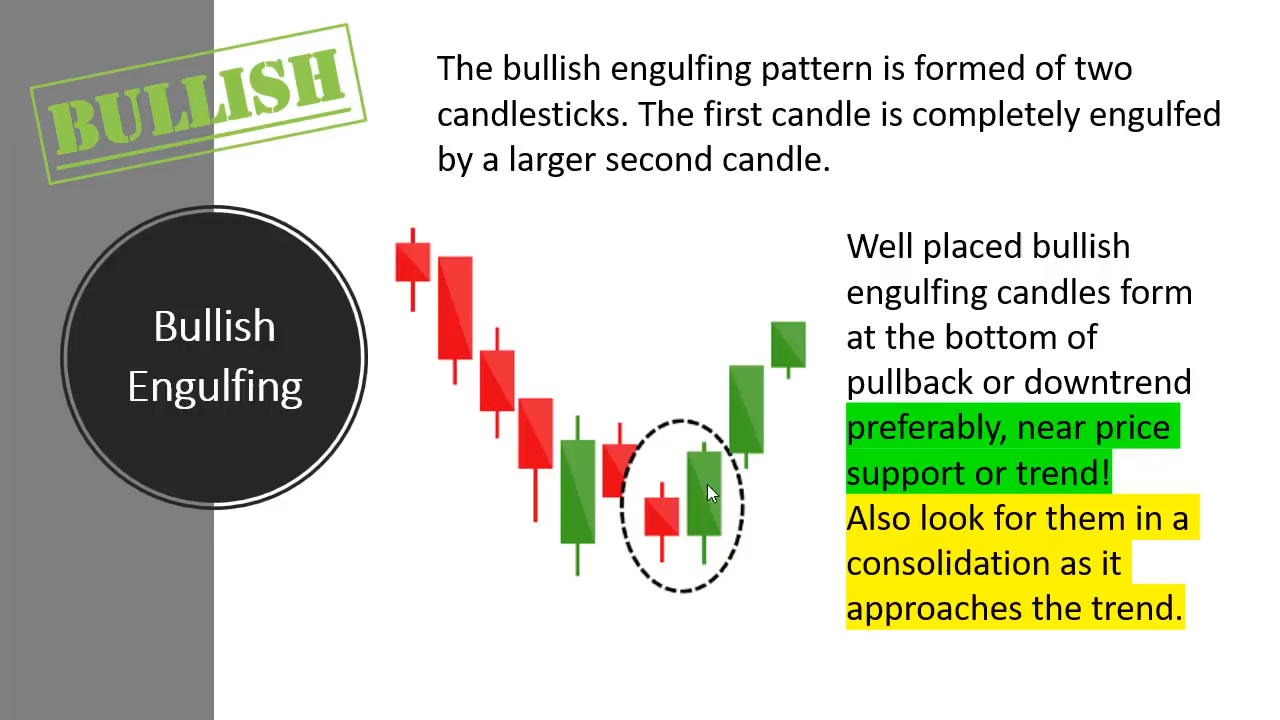 BULLISH
The bullish engulfing pattern is formed of two
candlesticks. The first candle is completely engulfed
by a larger second candle.
Bullish
Engulfing
Well placed bullish
engulfing candles form
at the bottom of
pullback or downtrend
preferably, near price
support or trend!
Also look for them in a
consolidation as it
approaches the trend.